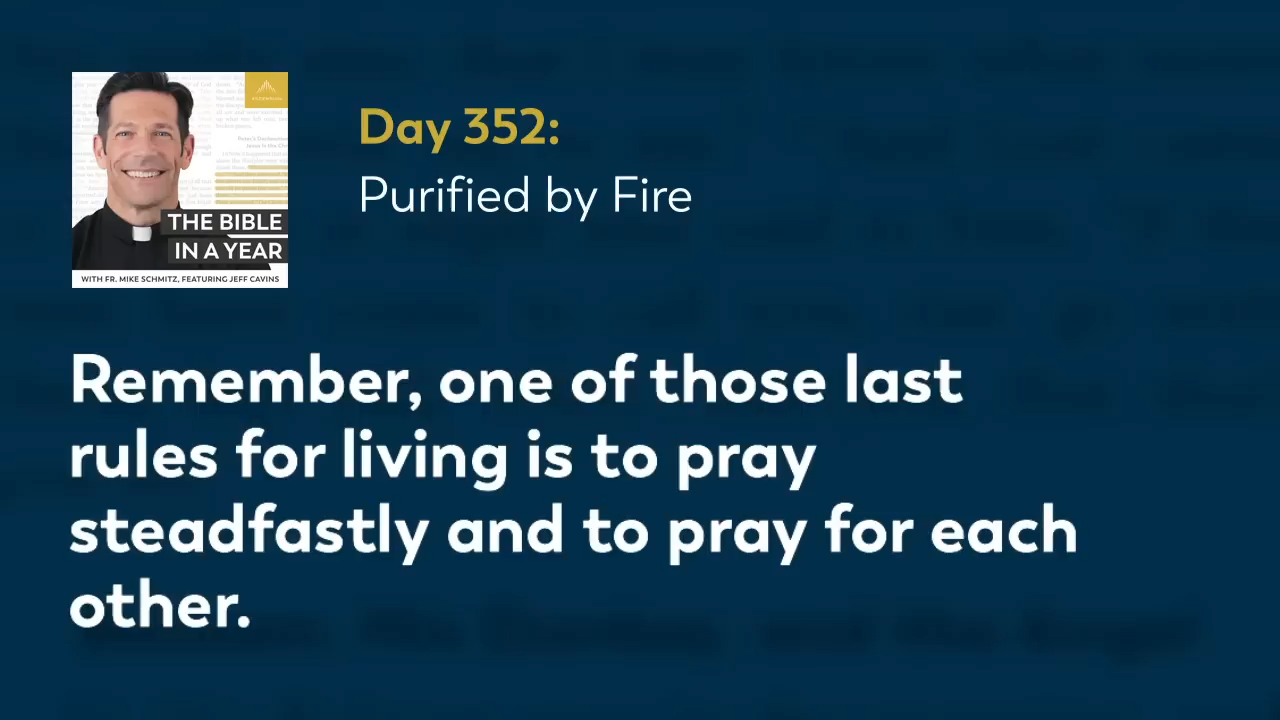 THE BIBLE
IN A YEAR
WITH FR. MIKE SCHMITZ, FEATURING JEFF CAVINS
Day 352:
Purified by Fire
Remember, one of those last
rules for living is to pray
steadfastly and to pray for each
other.